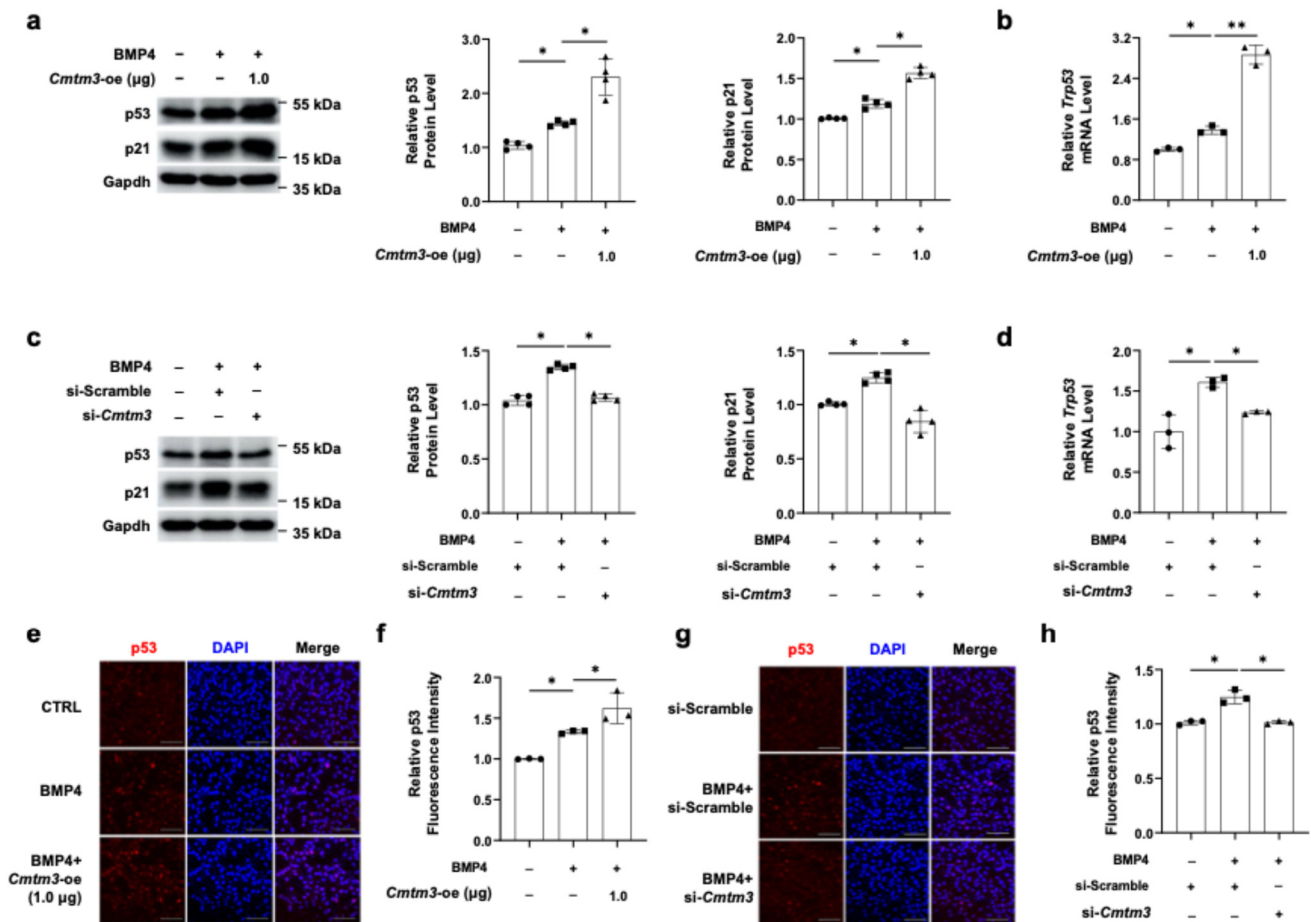 a
BMP4 – + +
Cmtm3-oe (µg) – – 1.0
p53 55 kDa
p21 15 kDa
Gapdh 35 kDa
Relative p53
Protein Level
3.0
2.0
1.0
0.0
* *
BMP4 – + +
Cmtm3-oe (µg) – – 1.0
Relative p21
Protein Level
2.0
1.5
1.0
0.5
0.0
* *
BMP4 – + +
Cmtm3-oe (µg) – – 1.0
b
Relative Trp53
mRNA Level
3.2
2.4
1.6
0.8
0.0
* **
BMP4 – + +
Cmtm3-oe (µg) – – 1.0
c
BMP4 – + +
si-Scramble – + –
si-Cmtm3 – – +
p53 55 kDa
p21 15 kDa
Gapdh 35 kDa
Relative p53
Protein Level
1.5
1.0
0.5
0.0
* *
BMP4 – + +
si-Scramble + + –
si-Cmtm3 – – +
Relative p21
Protein Level
1.5
1.0
0.5
0.0
* *
BMP4 – + +
si-Scramble + + –
si-Cmtm3 – – +
d
Relative Trp53
mRNA Level
2.0
1.5
1.0
0.5
0.0
* *
BMP4 – + +
si-Scramble + + –
si-Cmtm3 – – +
e
p53 DAPI Merge
CTRL
BMP4
BMP4+
Cmtm3-oe
(1.0 µg)
f
Relative p53
Fluorescence Intensity
2.0
1.5
1.0
0.5
0.0
* *
BMP4 – + +
Cmtm3-oe (µg) – – 1.0
g
p53 DAPI Merge
si-Scramble
BMP4+
si-Scramble
BMP4+
si-Cmtm3
h
Relative p53
Fluorescence Intensity
1.5
1.0
0.5
0.0
* *
BMP4 – + +
si-Scramble + + –
si-Cmtm3 – – +